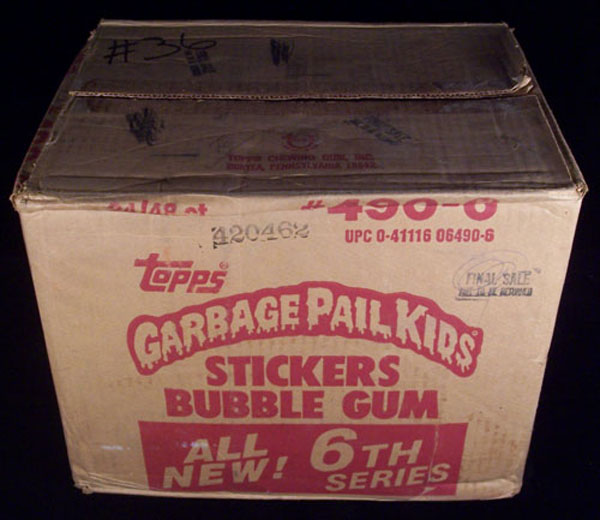 #36
TOPPS CHEWING GUM, INC.
DURYEA, PENNSYLVANIA 18642
#490-6
420462
UPC 0-41116 06490-6
topps®
FINAL SALE
GARBAGE PAIL KIDS®
STICKERS
BUBBLE GUM
ALL NEW!
6TH SERIES